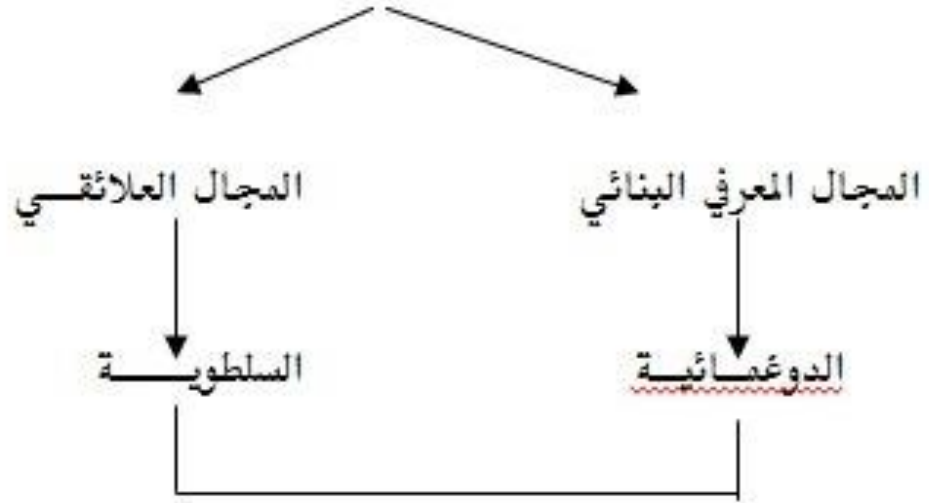 المجال المعرفي البنائي
المجال العلائقي
الدوغمائية
السلطوية